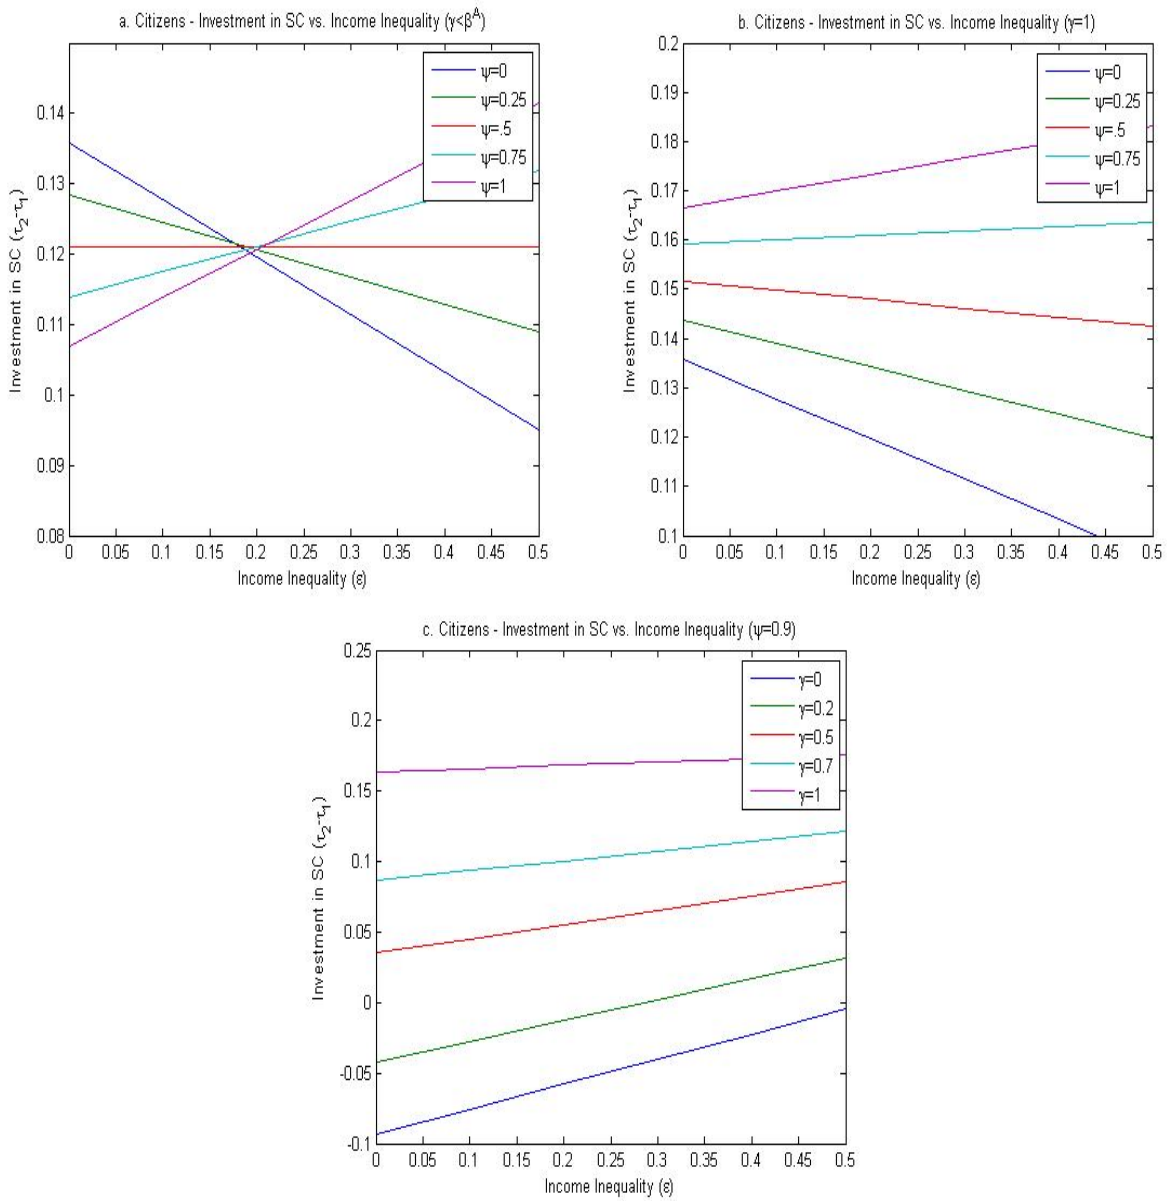 a. Citizens - Investment in SC vs. Income Inequality (γ<β^A)
ψ=0
ψ=0.25
ψ=.5
ψ=0.75
ψ=1
Investment in SC (τ₂-τ₁)
0.14
0.13
0.12
0.11
0.1
0.09
0.08
0 0.05 0.1 0.15 0.2 0.25 0.3 0.35 0.4 0.45 0.5
Income Inequality (ε)
b. Citizens - Investment in SC vs. Income Inequality (γ=1)
ψ=0
ψ=0.25
ψ=.5
ψ=0.75
ψ=1
Investment in SC (τ₂-τ₁)
0.2
0.19
0.18
0.17
0.16
0.15
0.14
0.13
0.12
0.11
0.1
0 0.05 0.1 0.15 0.2 0.25 0.3 0.35 0.4 0.45 0.5
Income Inequality (ε)
c. Citizens - Investment in SC vs. Income Inequality (ψ=0.9)
γ=0
γ=0.2
γ=0.5
γ=0.7
γ=1
Investment in SC (τ₂-τ₁)
0.25
0.2
0.15
0.1
0.05
0
-0.05
-0.1
0 0.05 0.1 0.15 0.2 0.25 0.3 0.35 0.4 0.45 0.5
Income Inequality (ε)